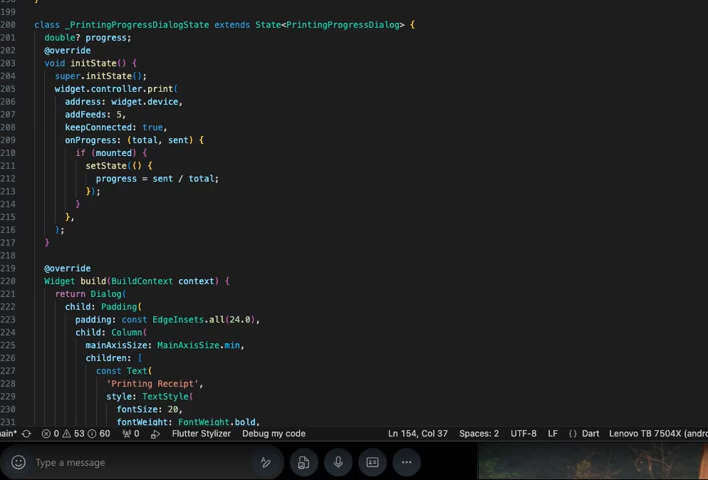 199
200 class _PrintingProgressDialogState extends State<PrintingProgressDialog> {
201 double? progress;
202 @override
203 void initState() {
204 super.initState();
205 widget.controller.print(
206 address: widget.device,
207 addFeeds: 5,
208 keepConnected: true,
209 onProgress: (total, sent) {
210 if (mounted) {
211 setState(() {
212 progress = sent / total;
213 });
214 }
215 },
216 );
217 }
218
219 @override
220 Widget build(BuildContext context) {
221 return Dialog(
222 child: Padding(
223 padding: const EdgeInsets.all(24.0),
224 child: Column(
225 mainAxisSize: MainAxisSize.min,
226 children: [
227 const Text(
228 'Printing Receipt',
229 style: TextStyle(
230 fontSize: 20,
231 fontWeight: FontWeight.bold,
ain* 0 53 60 0 Flutter Stylizer Debug my code Ln 154, Col 37 Spaces: 2 UTF-8 LF {} Dart Lenovo TB 7504X (andro
Type a message